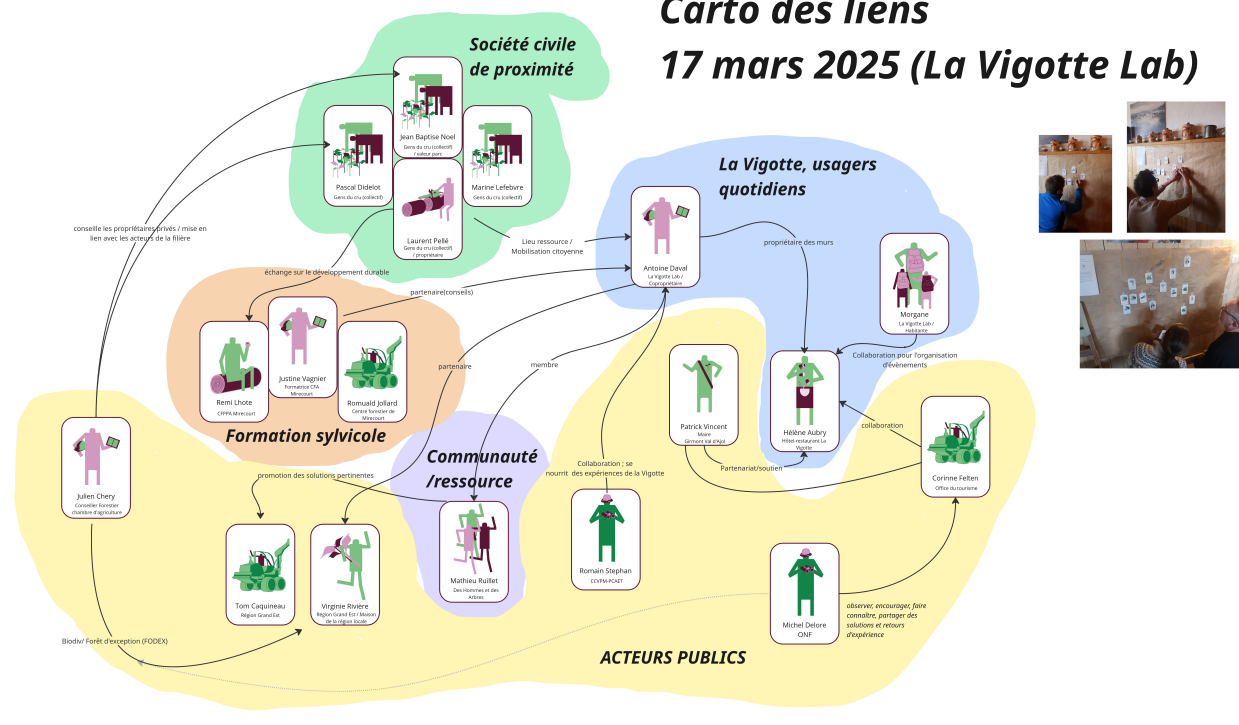 Carto des liens
17 mars 2025 (La Vigotte Lab)
Société civile
de proximité
Jean Baptise Noel
Gens du cru (collectif)
/ valeur parc
Pascal Didelot
Gens du cru (collectif)
Marine Lefebvre
Gens du cru (collectif)
Laurent Pellé
Gens du cru (collectif)
/ propriétaire
La Vigotte, usagers
quotidiens
Antoine Daval
La Vigotte Lab /
Copropriétaire
Morgane
La Vigotte Lab /
Habitante
Hélène Aubry
Hôtel-restaurant La
Vigotte
conseille les propriétaires privés / mise en
lien avec les acteurs de la filière
Lieu ressource /
Mobilisation citoyenne
propriétaire des murs
échange sur le développement durable
partenaire(conseils)
Collaboration pour l'organisation
d'évènements
partenaire
membre
Remi Lhote
CFPPA Mirecourt
Justine Vagnier
Formatrice CFA
Mirecourt
Romuald Jollard
Centre forestier de
Mirecourt
Formation sylvicole
Communauté
/ressource
Patrick Vincent
Maire
Girmont Val d'Ajol
collaboration
Partenariat/soutien
Corinne Felten
Office du tourisme
Collaboration ; se
nourrit des expériences de la Vigotte
promotion des solutions pertinentes
Julien Chery
Conseiller Forestier
chambre d'agriculture
Tom Caquineau
Région Grand Est
Virginie Rivière
Région Grand Est / Maison
de la région locale
Mathieu Ruillet
Des Hommes et des
Arbres
Romain Stephan
CCVPM-PCAET
Michel Delore
ONF
observer, encourager, faire
connaître, partager des
solutions et retours
d'expérience
Biodiv/ Forêt d'exception (FODEX)
ACTEURS PUBLICS